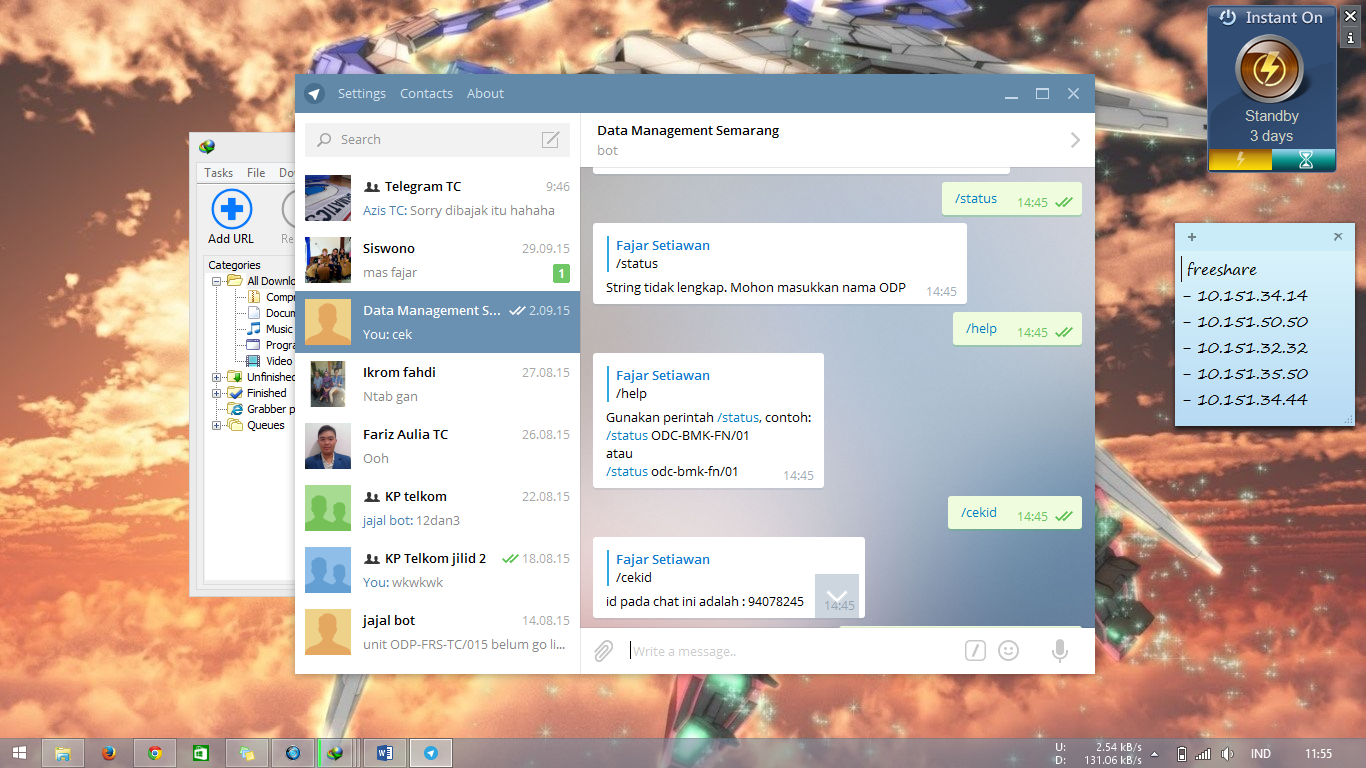 Instant On
Standby
3 days
Settings Contacts About
Search
Telegram TC 9:46
Azis TC: Sorry dibajak itu hahaha
Siswono 29.09.15
mas fajar 1
Data Management S... 2.09.15
You: cek
Ikrom fahdi 27.08.15
Ntab gan
Fariz Aulia TC 26.08.15
Ooh
KP telkom 22.08.15
jajal bot: 12dan3
KP Telkom jilid 2 18.08.15
You: wkwkwk
jajal bot 14.08.15
unit ODP-FRS-TC/015 belum go li...
Data Management Semarang
bot
/status 14:45
Fajar Setiawan
/status
String tidak lengkap. Mohon masukkan nama ODP 14:45
/help 14:45
Fajar Setiawan
/help
Gunakan perintah /status, contoh:
/status ODC-BMK-FN/01
atau
/status odc-bmk-fn/01 14:45
/cekid 14:45
Fajar Setiawan
/cekid
id pada chat ini adalah : 94078245 14:45
Write a message..
Tasks File Do
Add URL Re
Categories
All Downlo
Compr
Docum
Music
Progra
Video
Unfinished
Finished
Grabber p
Queues
freeshare
- 10.151.34.14
- 10.151.50.50
- 10.151.32.32
- 10.151.35.50
- 10.151.34.44
U: 2.54 kB/s
D: 131.06 kB/s
IND 11:55